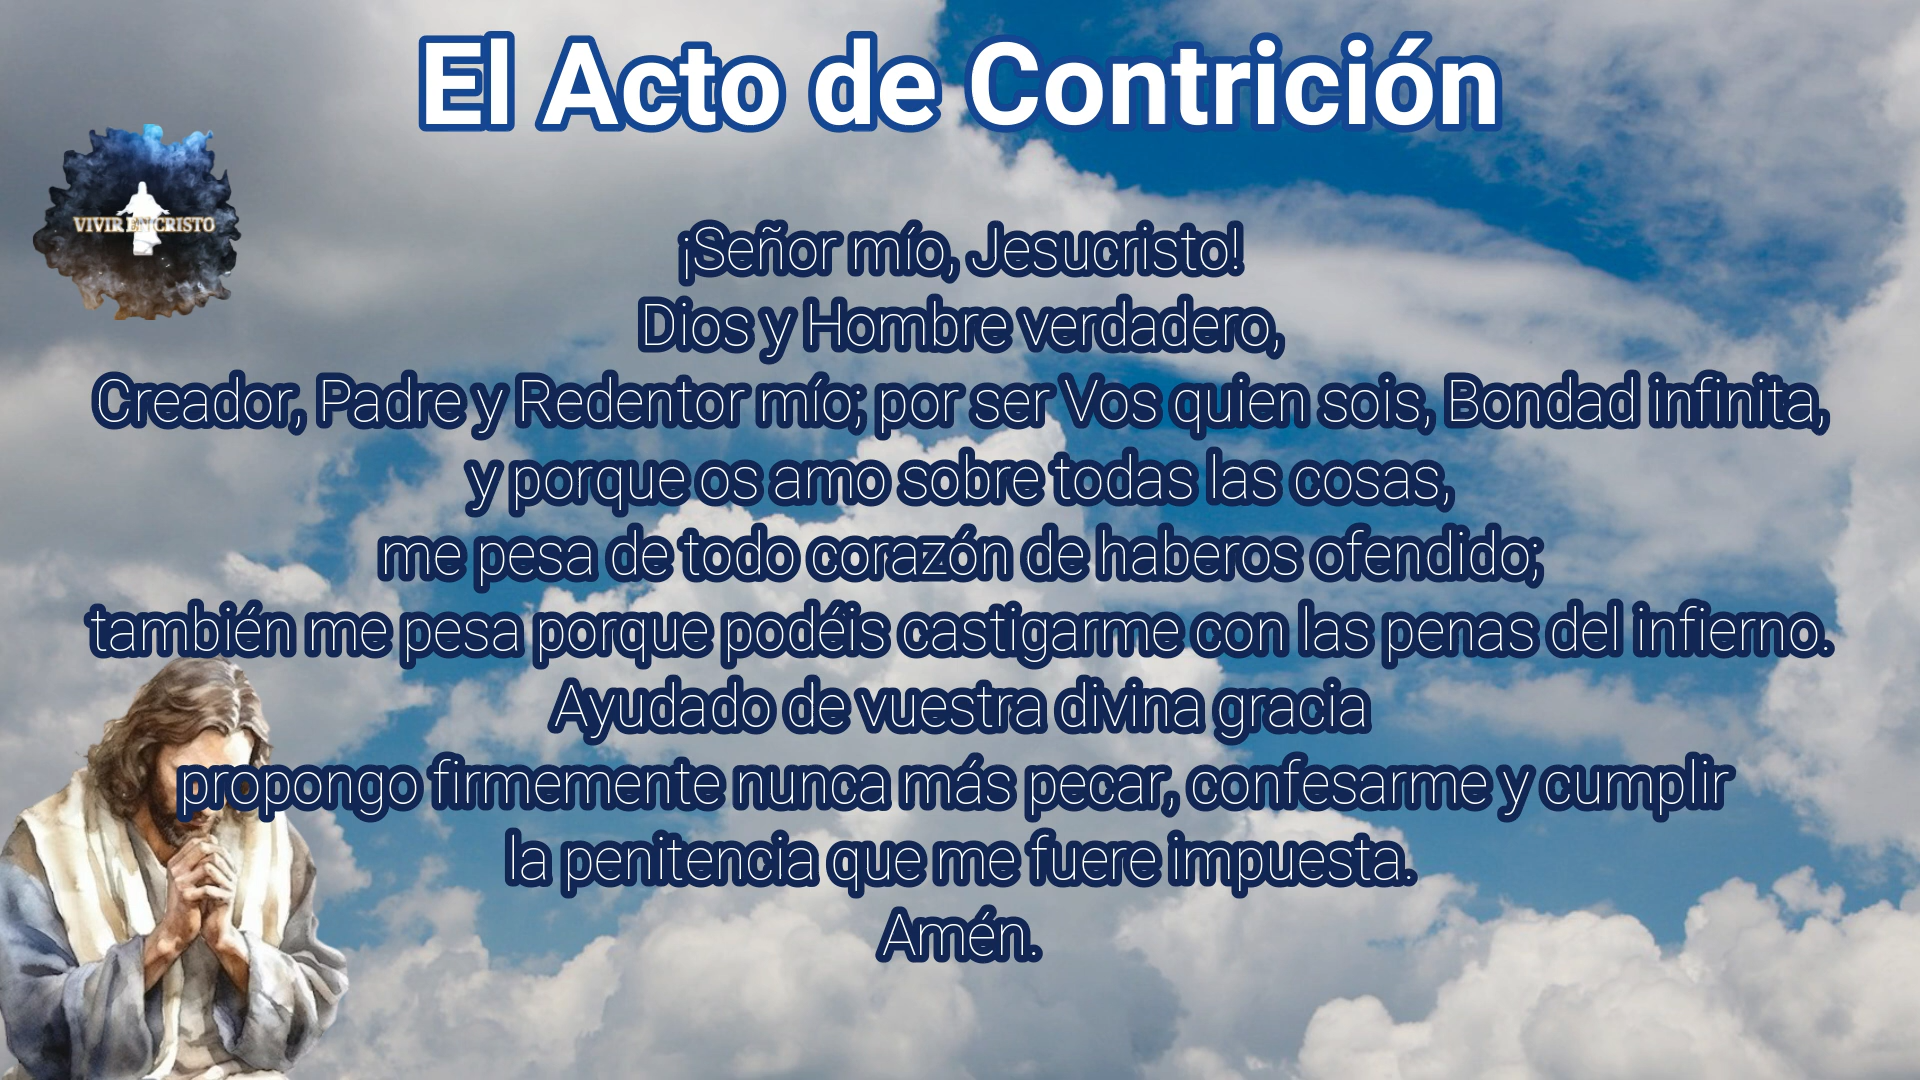 El Acto de Contrición
VIVIR EN CRISTO
¡Señor mío, Jesucristo!
Dios y Hombre verdadero,
Creador, Padre y Redentor mío; por ser Vos quien sois, Bondad infinita,
y porque os amo sobre todas las cosas,
me pesa de todo corazón de haberos ofendido;
también me pesa porque podéis castigarme con las penas del infierno.
Ayudado de vuestra divina gracia
propongo firmemente nunca más pecar, confesarme y cumplir
la penitencia que me fuere impuesta.
Amén.